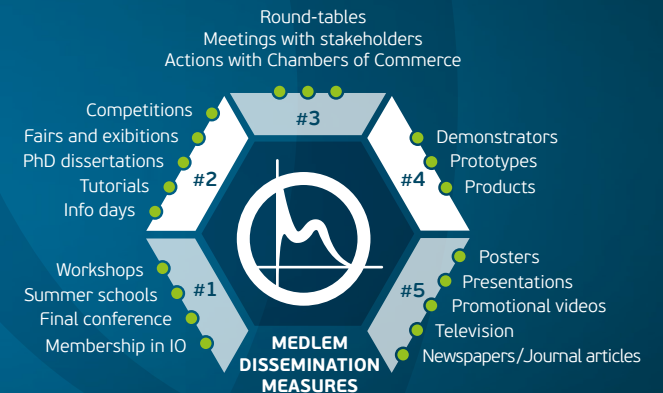 Round-tables
Meetings with stakeholders
Actions with Chambers of Commerce
#3
Competitions
Fairs and exibitions
PhD dissertations
Tutorials
Info days
#2
Demonstrators
Prototypes
Products
#4
Workshops
Summer schools
Final conference
Membership in IO
#1
Posters
Presentations
Promotional videos
Television
Newspapers/Journal articles
#5
MEDLEM
DISSEMINATION
MEASURES